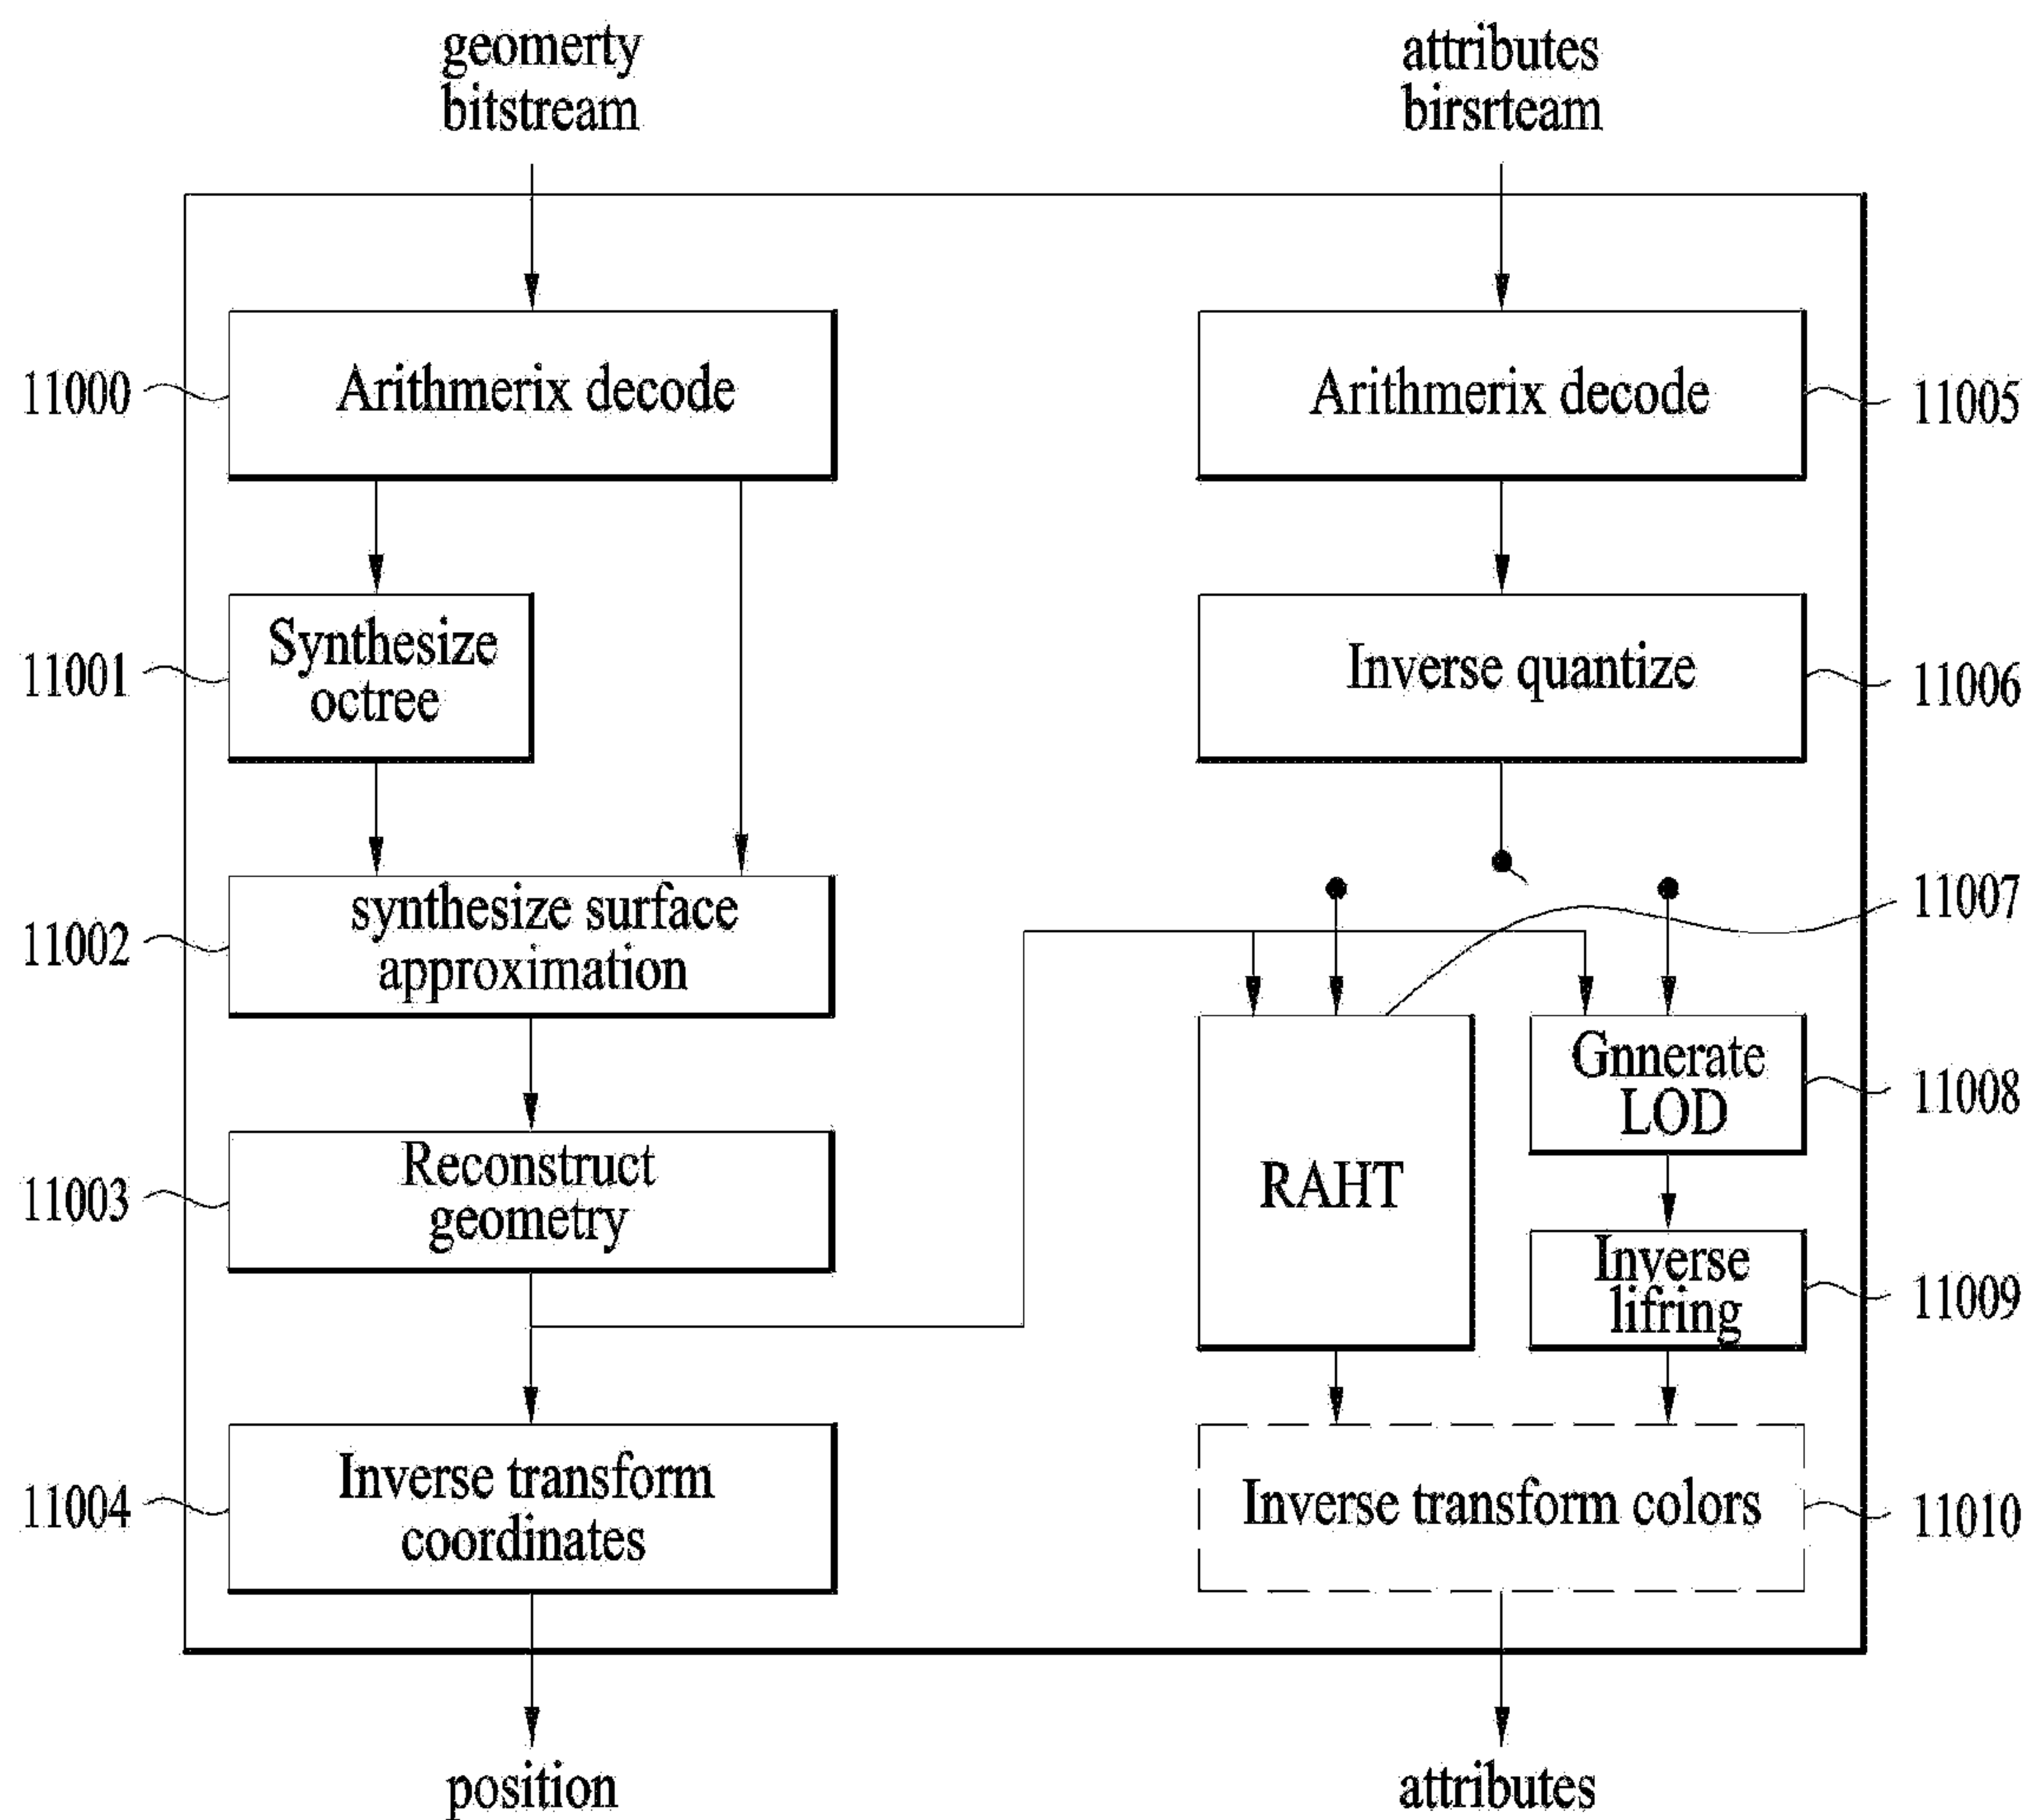 geomerty
bitstream
attributes
birsrteam
11000
Arithmerix decode
Arithmerix decode
11005
11001
Synthesize
octree
Inverse quantize
11006
11002
synthesize surface
approximation
11007
RAHT
Gnnerate
LOD
11008
11003
Reconstruct
geometry
Inverse
lifring
11009
11004
Inverse transform
coordinates
Inverse transform colors
11010
position
attributes